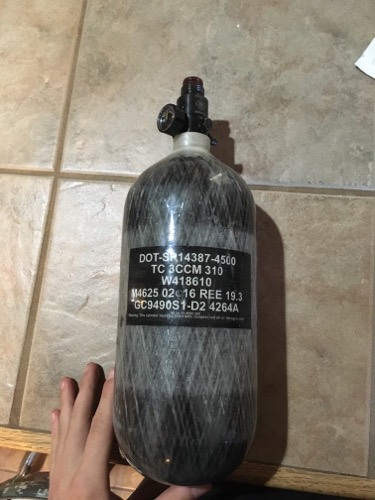 DOT-SP14387-4500
TC 3CCM 310
W418610
M4625 02 16 REE 19.3
GC9490S1-D2 4264A